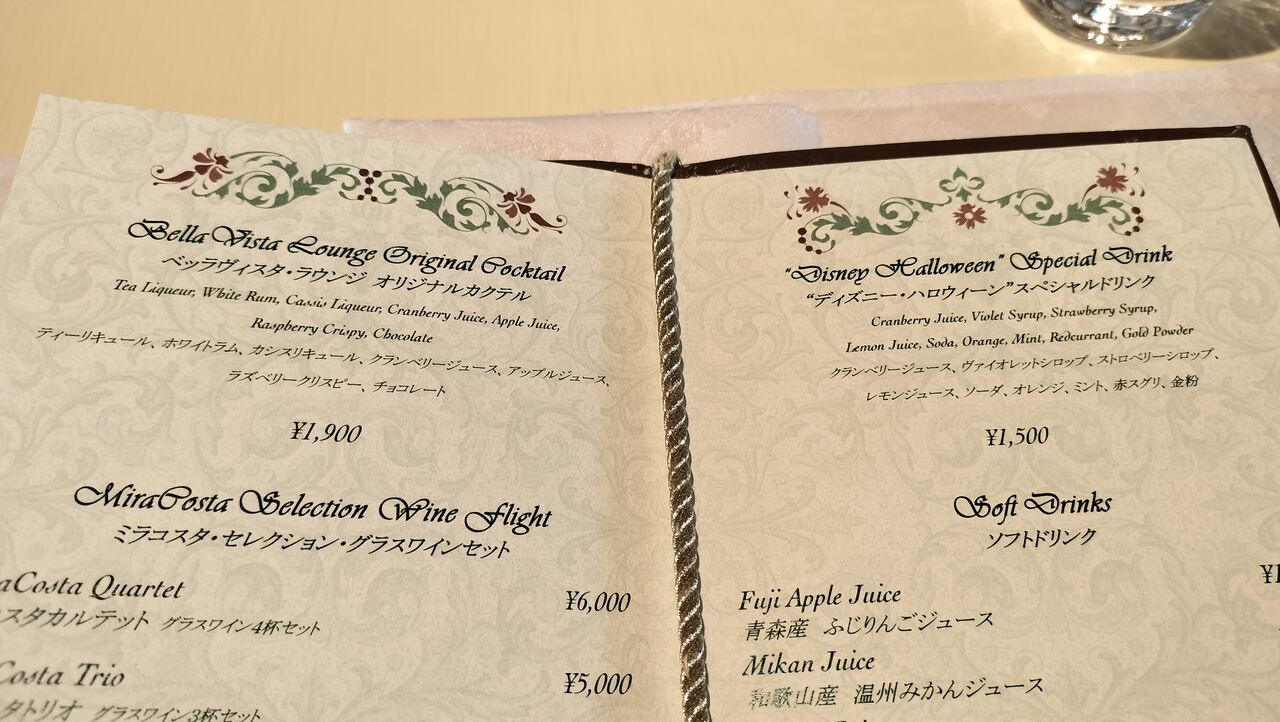 Bella Vista Lounge Original Cocktail
ベッラヴィスタ・ラウンジ オリジナルカクテル
Tea Liqueur, White Rum, Cassis Liqueur, Cranberry Juice, Apple Juice,
Raspberry Crispy, Chocolate
ティーリキュール、ホワイトラム、カシスリキュール、クランベリージュース、アップルジュース、
ラズベリークリスピー、チョコレート
¥1,900
MiraCosta Selection Wine Flight
ミラコスタ・セレクション・グラスワインセット
aCosta Quartet ¥6,000
スタカルテット グラスワイン4杯セット
Costa Trio ¥5,000
タトリオ グラスワイン3杯セット
"Disney Halloween" Special Drink
"ディズニー・ハロウィーン"スペシャルドリンク
Cranberry Juice, Violet Syrup, Strawberry Syrup,
Lemon Juice, Soda, Orange, Mint, Redcurrant, Gold Powder
クランベリージュース、ヴァイオレットシロップ、ストロベリーシロップ、
レモンジュース、ソーダ、オレンジ、ミント、赤スグリ、金粉
¥1,500
Soft Drinks
ソフトドリンク
Fuji Apple Juice
青森産 ふじりんごジュース
Mikan Juice
和歌山産 温州みかんジュース